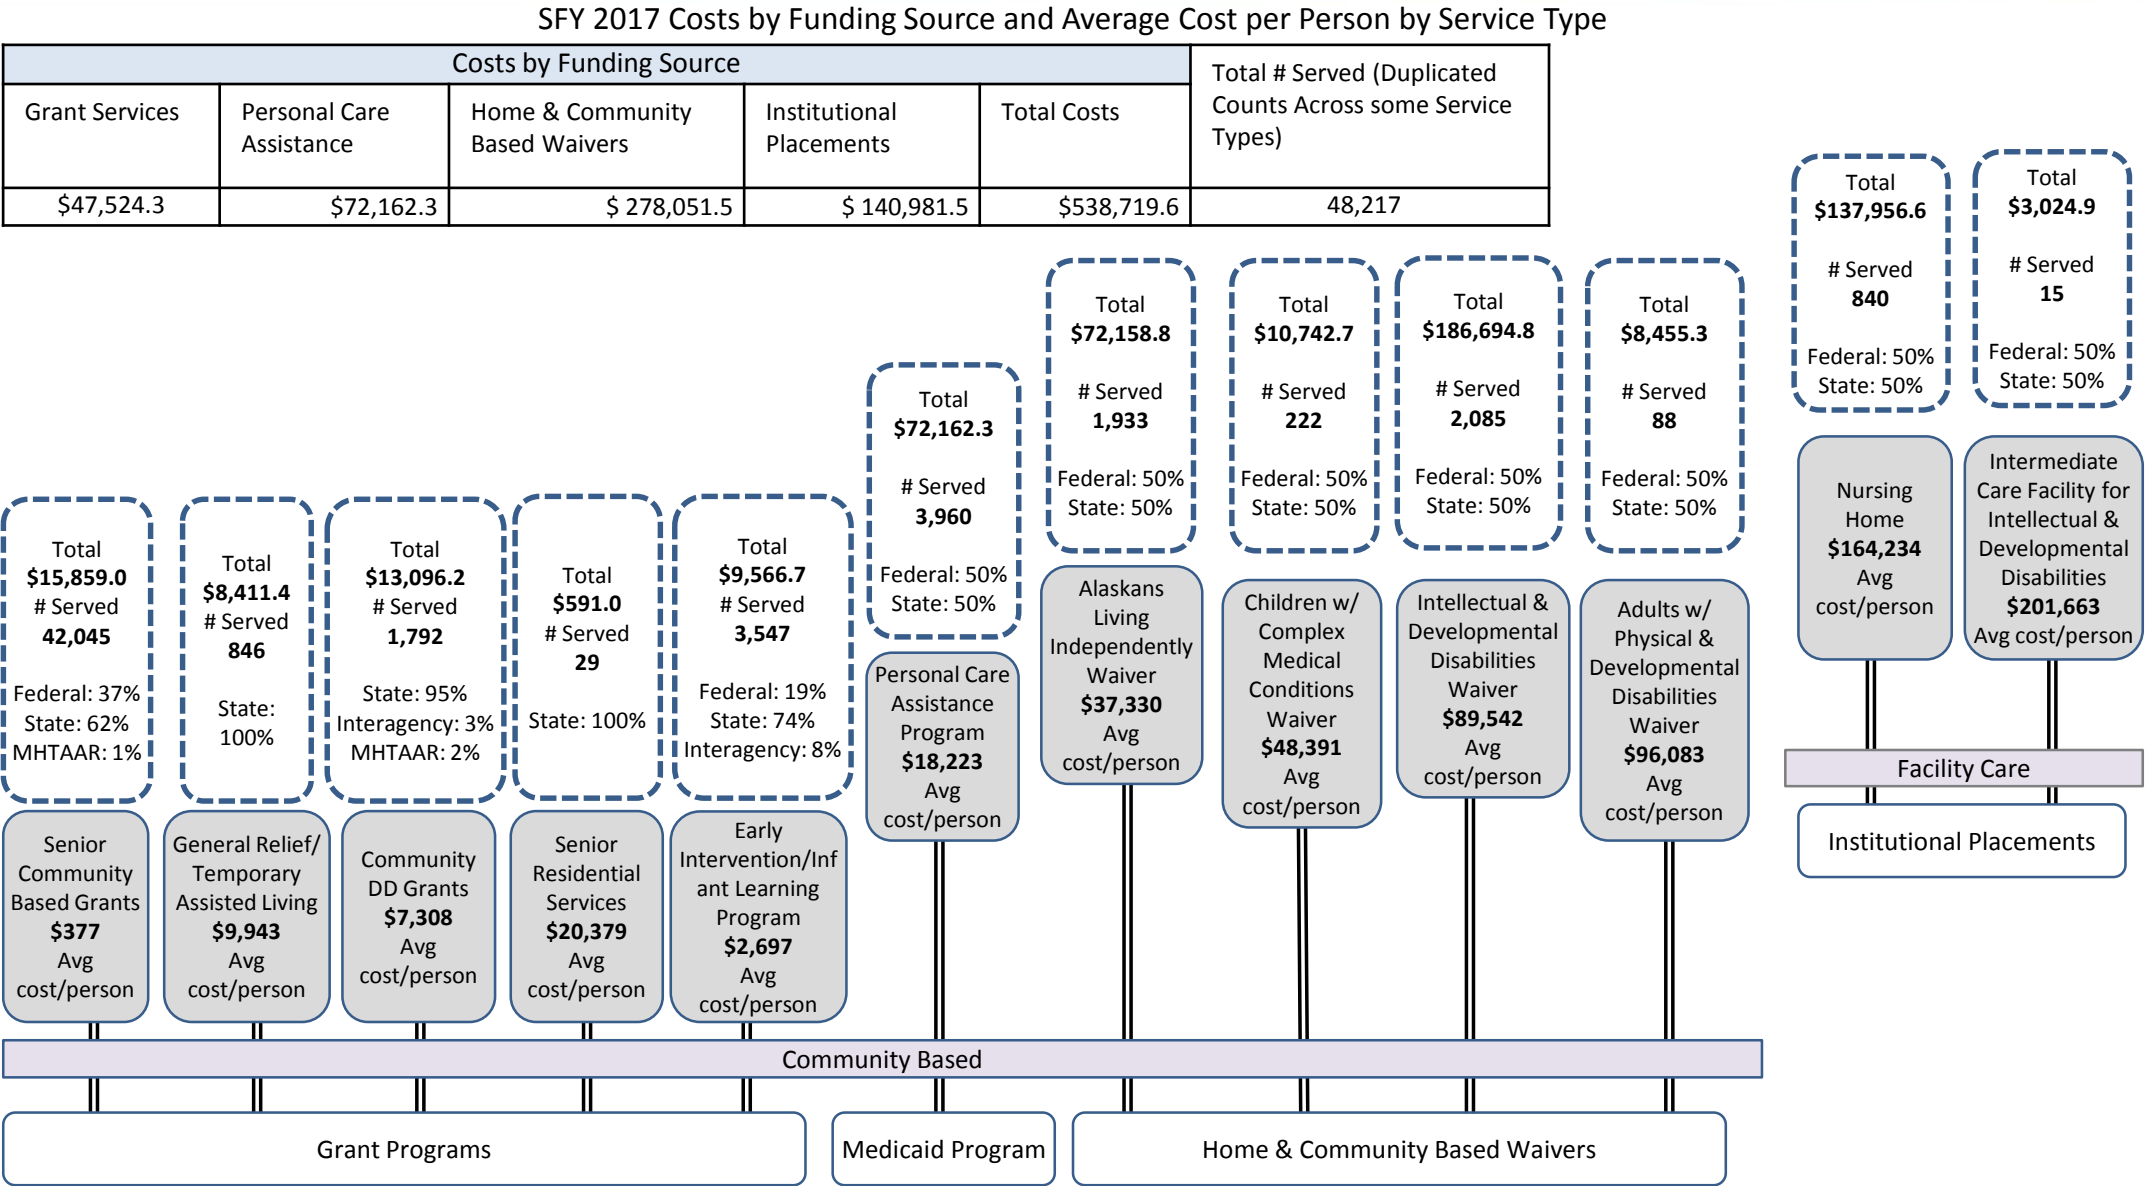 SFY 2017 Costs by Funding Source and Average Cost per Person by Service Type
Costs by Funding Source
Total # Served (Duplicated
Counts Across some Service
Types)
Grant Services
Personal Care
Assistance
Home & Community
Based Waivers
Institutional
Placements
Total Costs
$47,524.3
$72,162.3
$ 278,051.5
$ 140,981.5
$538,719.6
48,217
Total
$15,859.0
# Served
42,045
Federal: 37%
State: 62%
MHTAAR: 1%
Senior
Community
Based Grants
$377
Avg
cost/person
Total
$8,411.4
# Served
846
State:
100%
General Relief/
Temporary
Assisted Living
$9,943
Avg
cost/person
Total
$13,096.2
# Served
1,792
State: 95%
Interagency: 3%
MHTAAR: 2%
Community
DD Grants
$7,308
Avg
cost/person
Total
$591.0
# Served
29
State: 100%
Senior
Residential
Services
$20,379
Avg
cost/person
Total
$9,566.7
# Served
3,547
Federal: 19%
State: 74%
Interagency: 8%
Early
Intervention/Inf
ant Learning
Program
$2,697
Avg
cost/person
Total
$72,162.3
# Served
3,960
Federal: 50%
State: 50%
Personal Care
Assistance
Program
$18,223
Avg
cost/person
Total
$72,158.8
# Served
1,933
Federal: 50%
State: 50%
Alaskans
Living
Independently
Waiver
$37,330
Avg
cost/person
Total
$10,742.7
# Served
222
Federal: 50%
State: 50%
Children w/
Complex
Medical
Conditions
Waiver
$48,391
Avg
cost/person
Total
$186,694.8
# Served
2,085
Federal: 50%
State: 50%
Intellectual &
Developmental
Disabilities
Waiver
$89,542
Avg
cost/person
Total
$8,455.3
# Served
88
Federal: 50%
State: 50%
Adults w/
Physical &
Developmental
Disabilities
Waiver
$96,083
Avg
cost/person
Total
$137,956.6
# Served
840
Federal: 50%
State: 50%
Nursing
Home
$164,234
Avg
cost/person
Total
$3,024.9
# Served
15
Federal: 50%
State: 50%
Intermediate
Care Facility for
Intellectual &
Developmental
Disabilities
$201,663
Avg cost/person
Facility Care
Institutional Placements
Community Based
Grant Programs
Medicaid Program
Home & Community Based Waivers